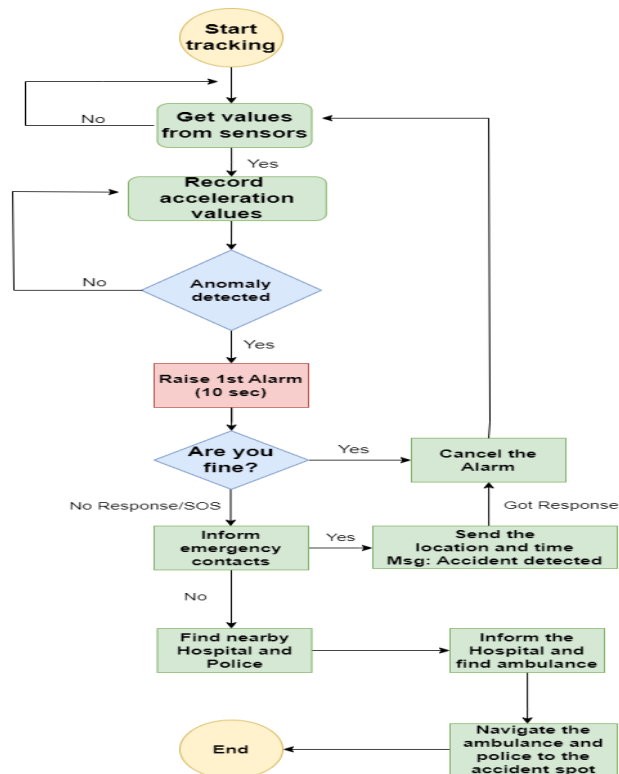 Start
tracking
No
Get values
from sensors
Yes
Record
acceleration
values
No
Anomaly
detected
Yes
Raise 1st Alarm
(10 sec)
Are you
fine?
Yes
Cancel the
Alarm
No Response/SOS
Got Response
Inform
emergency
contacts
Yes
Send the
location and time
Msg: Accident detected
No
Find nearby
Hospital and
Police
Inform the
Hospital and
find ambulance
End
Navigate the
ambulance and
police to the
accident spot